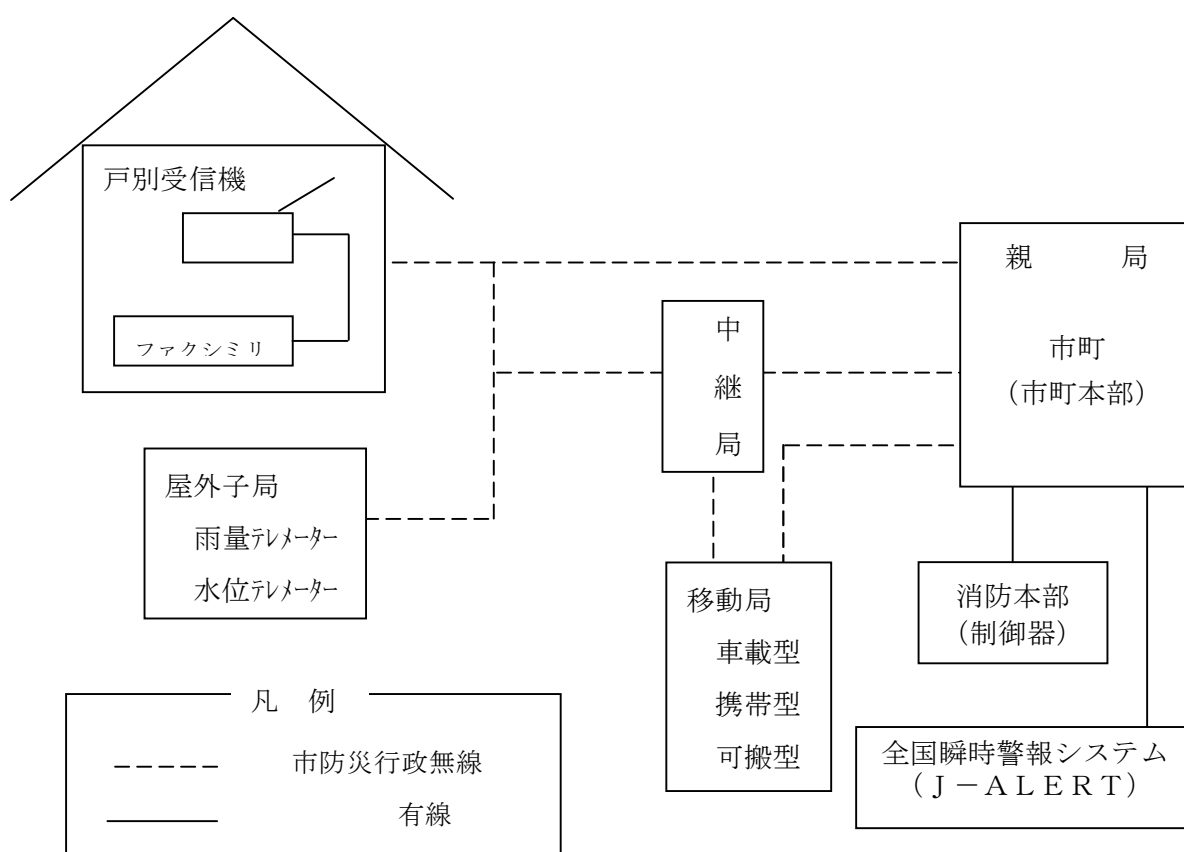 戸別受信機
ファクシミリ
親　　局
市町
（市町本部）
中
継
局
屋外子局
雨量ﾃﾚﾒｰﾀｰ
水位ﾃﾚﾒｰﾀｰ
移動局
車載型
携帯型
可搬型
消防本部
（制御器）
全国瞬時警報システム
（Ｊ－ＡＬＥＲＴ）
凡　例
市防災行政無線
有線